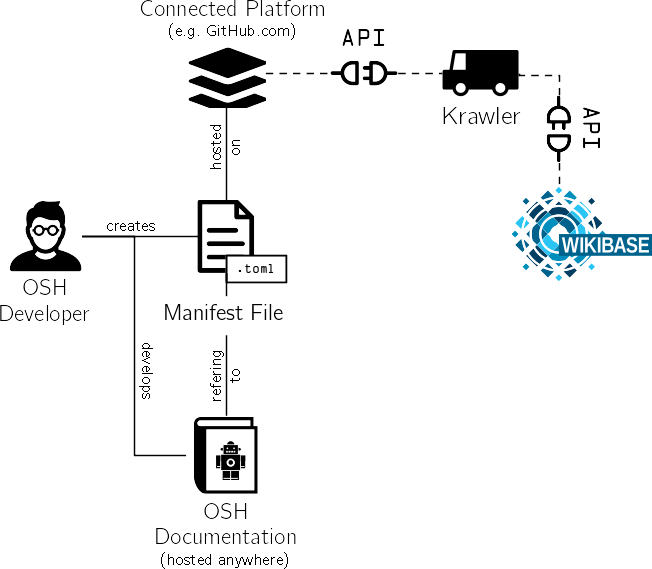 Connected Platform
(e.g. GitHub.com)
API
Krawler
API
WIKIBASE
hosted
on
creates
.toml
OSH
Developer
Manifest File
develops
refering
to
OSH
Documentation
(hosted anywhere)